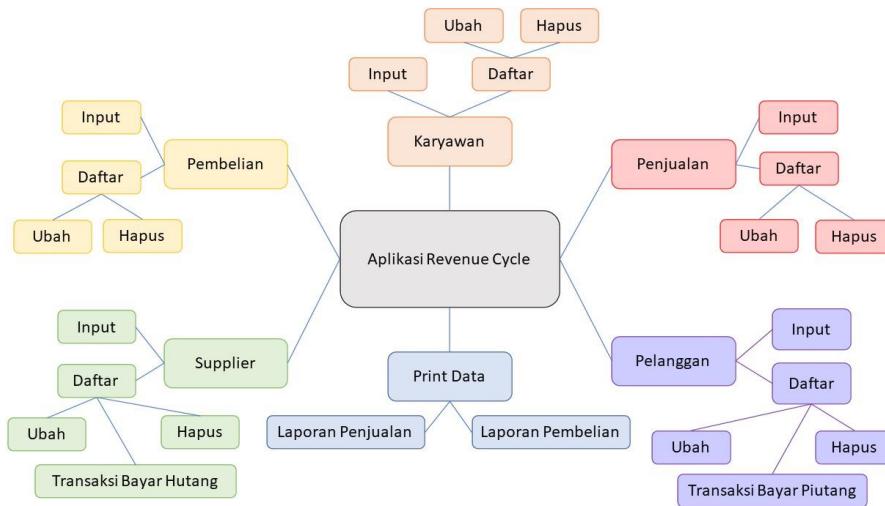 Ubah
Hapus
Input
Daftar
Karyawan
Input
Pembelian
Daftar
Ubah
Hapus
Input
Penjualan
Daftar
Ubah
Hapus
Aplikasi Revenue Cycle
Input
Supplier
Daftar
Ubah
Hapus
Transaksi Bayar Hutang
Print Data
Laporan Penjualan
Laporan Pembelian
Input
Pelanggan
Daftar
Ubah
Hapus
Transaksi Bayar Piutang